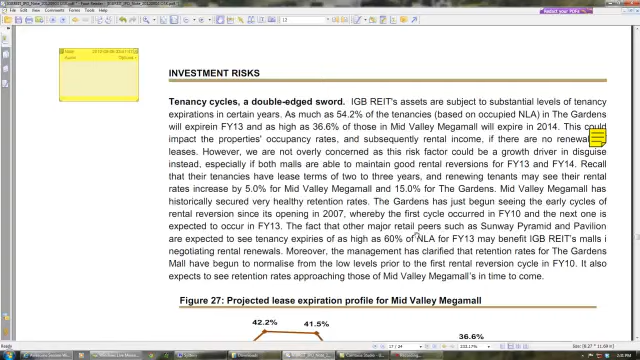 INVESTMENT RISKS
Tenancy cycles, a double-edged sword. IGB REIT's assets are subject to substantial levels of tenancy
expirations in certain years. As much as 54.2% of the tenancies (based on occupied NLA) in The Gardens
will expirein FY13 and as high as 36.6% of those in Mid Valley Megamall will expire in 2014. This could
impact the properties' occupancy rates, and subsequently rental income, if there are no renewal
leases. However, we are not overly concerned as this risk factor could be a growth driver in disguise
instead, especially if both malls are able to maintain good rental reversions for FY13 and FY14. Recall
that their tenancies have lease terms of two to three years, and renewing tenants may see their rental
rates increase by 5.0% for Mid Valley Megamall and 15.0% for The Gardens. Mid Valley Megamall has
historically secured very healthy retention rates. The Gardens has just begun seeing the early cycles of
rental reversion since its opening in 2007, whereby the first cycle occurred in FY10 and the next one is
expected to occur in FY13. The fact that other major retail peers such as Sunway Pyramid and Pavilion
are expected to see tenancy expiries of as high as 60% of NLA for FY13 may benefit IGB REIT's malls i
negotiating rental renewals. Moreover, the management has clarified that retention rates for The Gardens
Mall have begun to normalise from the low levels prior to the first rental reversion cycle in FY10. It also
expects to see retention rates approaching those of Mid Valley Megamall's in time to come.
Figure 27: Projected lease expiration profile for Mid Valley Megamall
42.2%
41.5%
36.6%
17 / 24
233.17%
Downloads
Camtasia Studio
Recording...